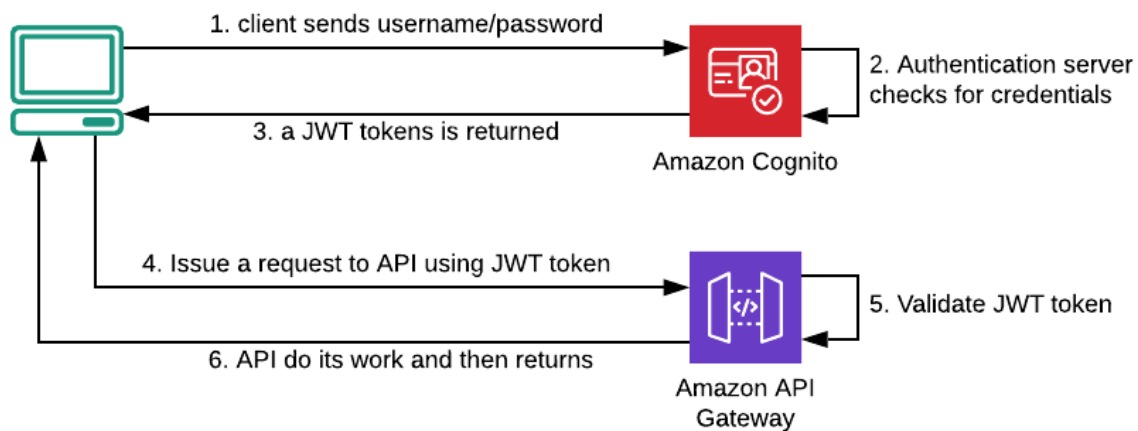 1. client sends username/password
2. Authentication server
checks for credentials
3. a JWT tokens is returned
Amazon Cognito
4. Issue a request to API using JWT token
</>
5. Validate JWT token
6. API do its work and then returns
Amazon API
Gateway